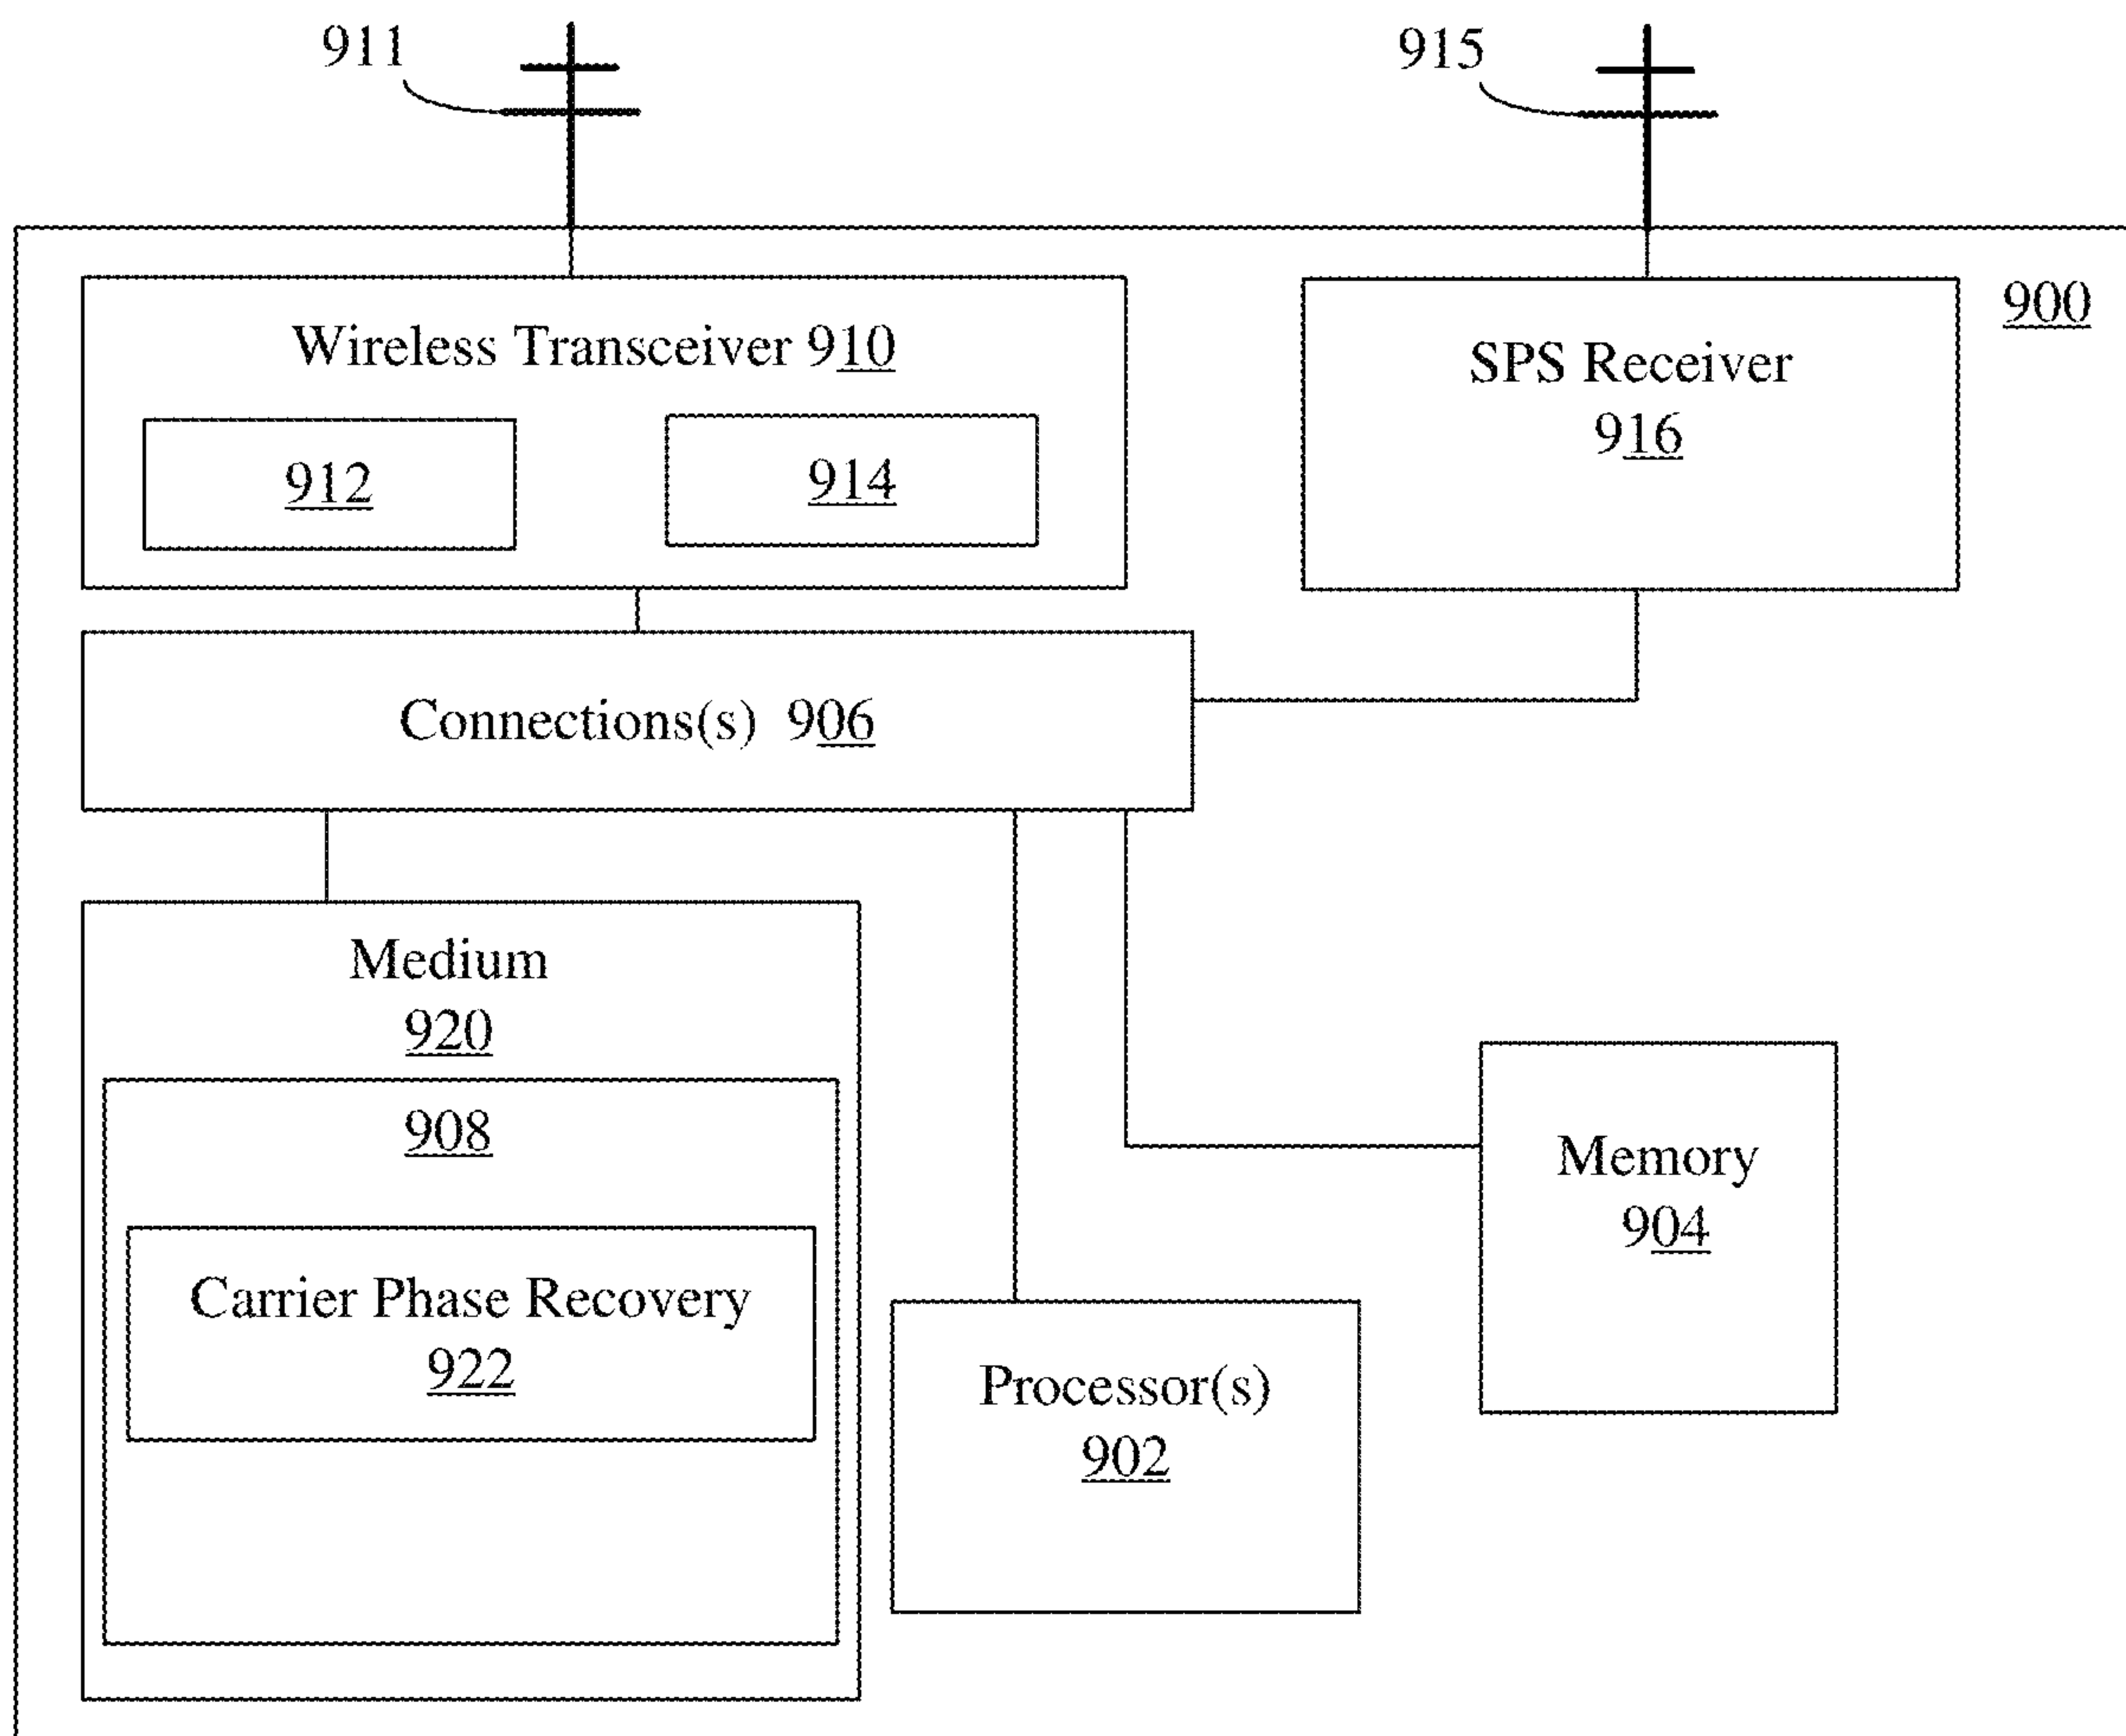 911
915
900
Wireless Transceiver 910
912
914
SPS Receiver
916
Connections(s) 906
Medium
920
908
Carrier Phase Recovery
922
Processor(s)
902
Memory
904